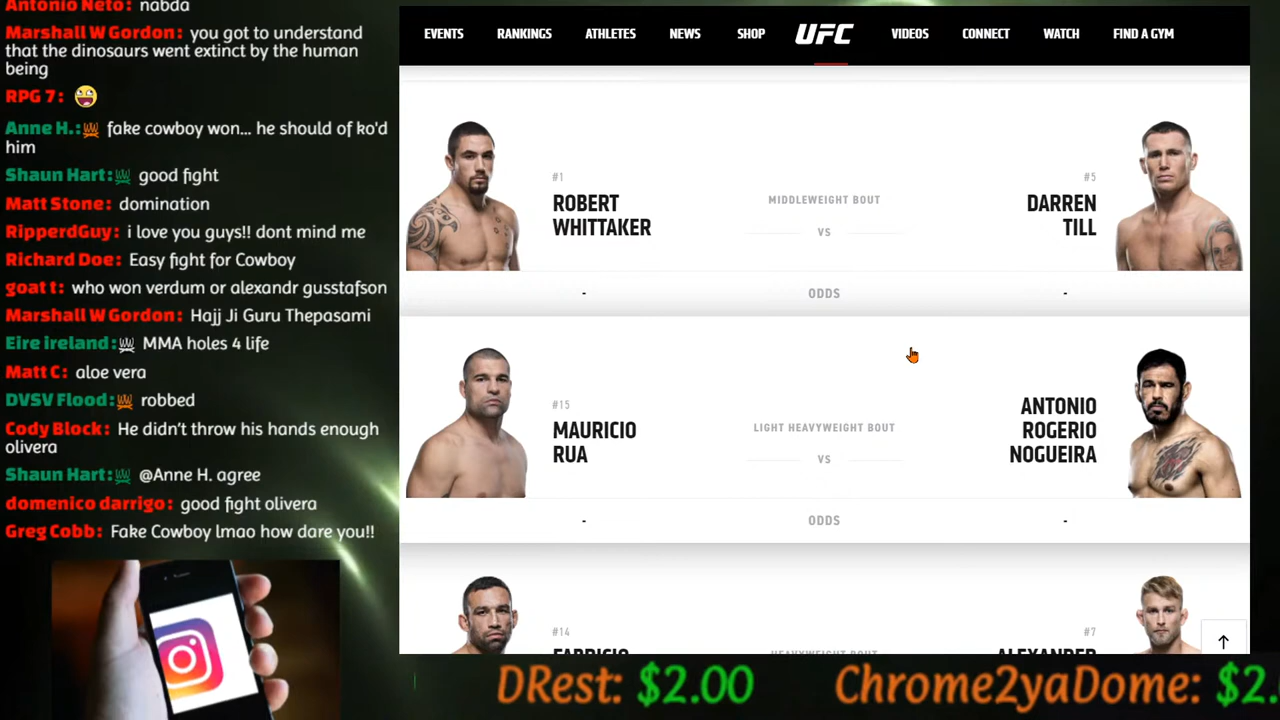 Antonio Neto: nabda
Marshall W Gordon: you got to understand
that the dinosaurs went extinct by the human
being
RPG 7:
Anne H.: fake cowboy won... he should of ko'd
him
Shaun Hart: good fight
Matt Stone: domination
RipperdGuy: i love you guys!! dont mind me
Richard Doe: Easy fight for Cowboy
goat t: who won verdum or alexandr gusstafson
Marshall W Gordon: Hajj Ji Guru Thepasami
Eire ireland: MMA holes 4 life
Matt C: aloe vera
DVSV Flood: robbed
Cody Block: He didn't throw his hands enough
olivera
Shaun Hart: @Anne H. agree
domenico darrigo: good fight olivera
Greg Cobb: Fake Cowboy lmao how dare you!!
EVENTS RANKINGS ATHLETES NEWS SHOP UFC VIDEOS CONNECT WATCH FIND A GYM
#1 #5
ROBERT
WHITTAKER
MIDDLEWEIGHT BOUT
VS
DARREN
TILL
- ODDS -
#15
MAURICIO
RUA
LIGHT HEAVYWEIGHT BOUT
VS
ANTONIO
ROGERIO
NOGUEIRA
- ODDS -
#14 #7
FABRICIO HEAVYWEIGHT BOUT ALEXANDER
DRest: $2.00 Chrome2yaDome: $2.